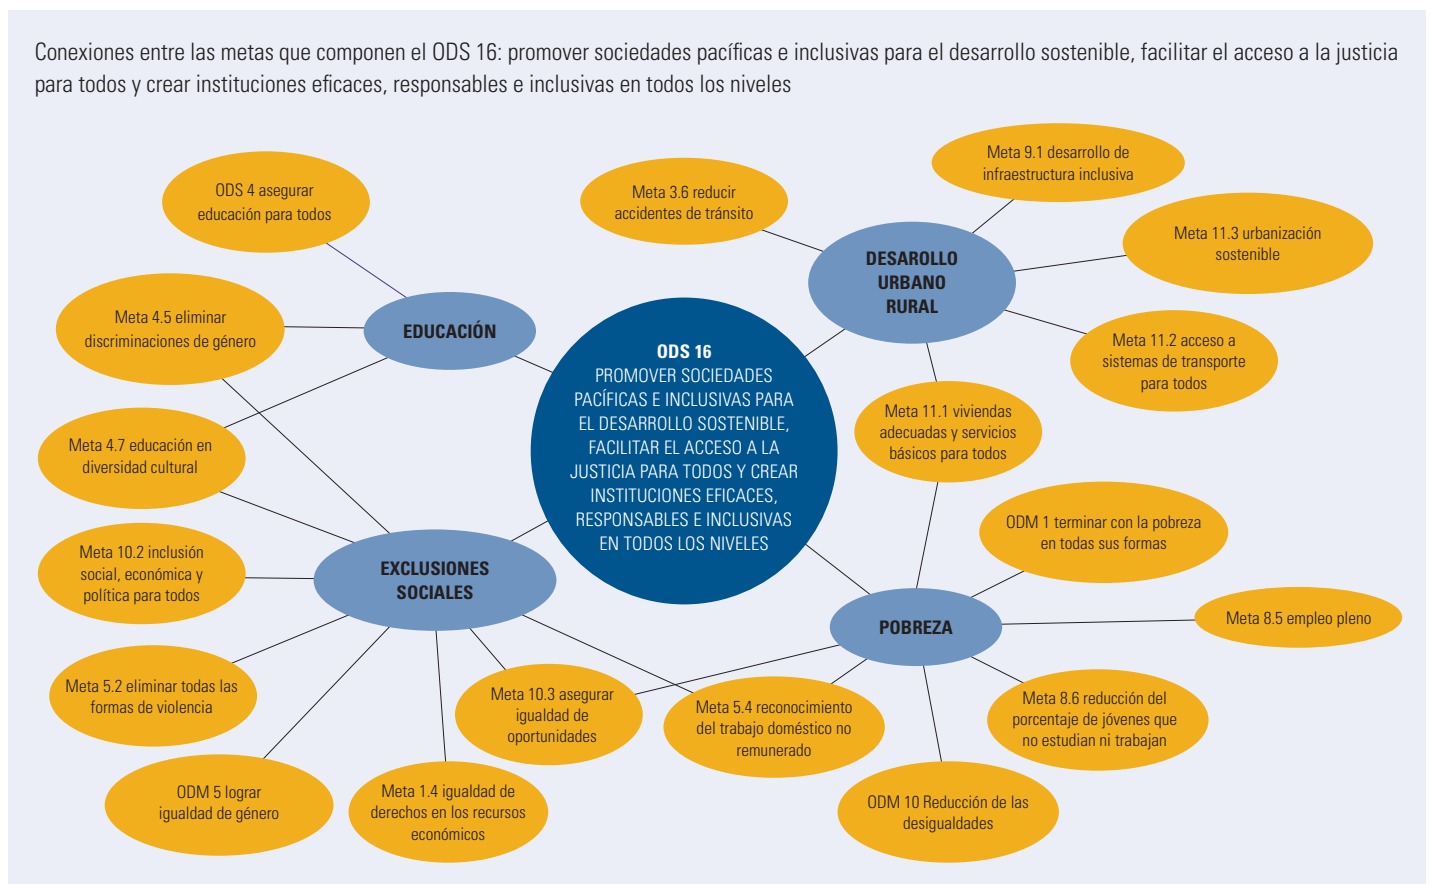 Conexiones entre las metas que componen el ODS 16: promover sociedades pacíficas e inclusivas para el desarrollo sostenible, facilitar el acceso a la justicia
para todos y crear instituciones eficaces, responsables e inclusivas en todos los niveles
ODS 4 asegurar
educación para todos
Meta 4.5 eliminar
discriminaciones de género
Meta 4.7 educación en
diversidad cultural
EDUCACIÓN
Meta 3.6 reducir
accidentes de tránsito
Meta 9.1 desarrollo de
infraestructura inclusiva
Meta 11.3 urbanización
sostenible
DESAROLLO
URBANO
RURAL
Meta 11.2 acceso a
sistemas de transporte
para todos
Meta 11.1 viviendas
adecuadas y servicios
básicos para todos
ODS 16
PROMOVER SOCIEDADES
PACÍFICAS E INCLUSIVAS PARA
EL DESARROLLO SOSTENIBLE,
FACILITAR EL ACCESO A LA
JUSTICIA PARA TODOS Y CREAR
INSTITUCIONES EFICACES,
RESPONSABLES E INCLUSIVAS
EN TODOS LOS NIVELES
EXCLUSIONES
SOCIALES
Meta 10.2 inclusión
social, económica y
política para todos
Meta 5.2 eliminar todas las
formas de violencia
ODM 5 lograr
igualdad de género
Meta 1.4 igualdad de
derechos en los recursos
económicos
Meta 10.3 asegurar
igualdad de
oportunidades
Meta 5.4 reconocimiento
del trabajo doméstico no
remunerado
POBREZA
ODM 1 terminar con la pobreza
en todas sus formas
Meta 8.5 empleo pleno
Meta 8.6 reducción del
porcentaje de jóvenes que
no estudian ni trabajan
ODM 10 Reducción de las
desigualdades